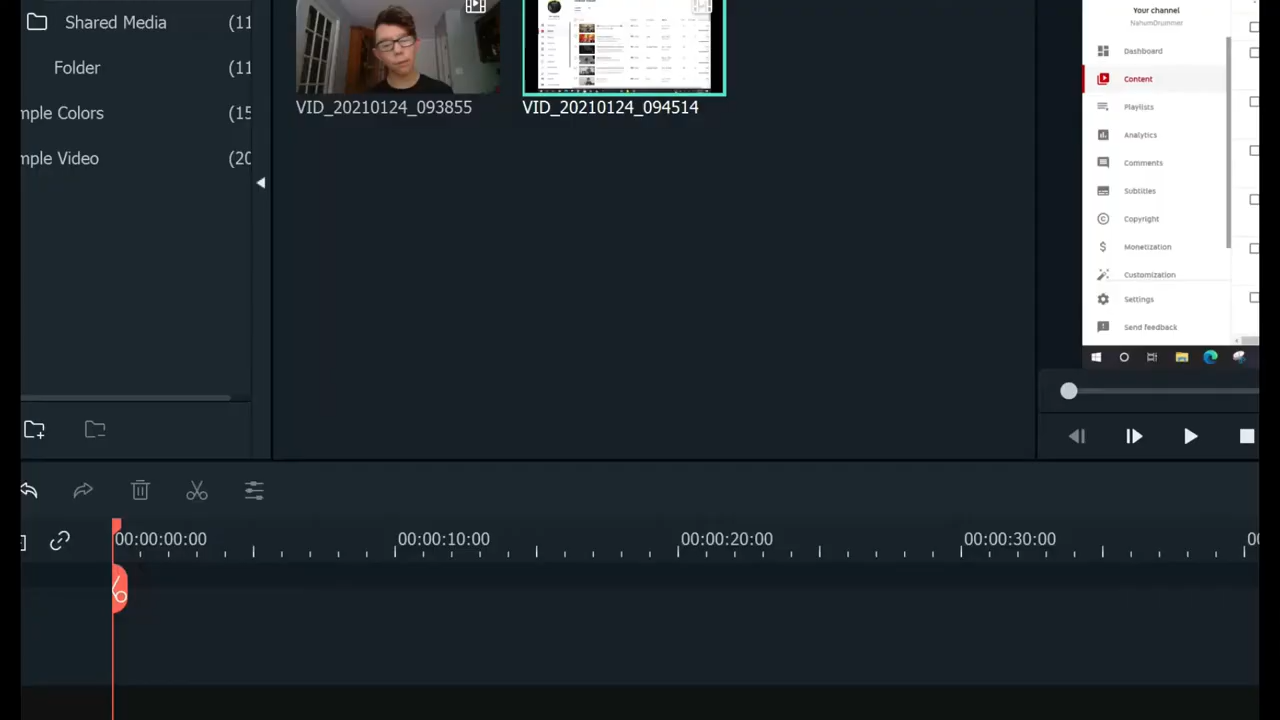 Shared Media (11
Folder (11
mple Colors (15
mple Video (20
VID_20210124_093855
VID_20210124_094514
Your channel
NahumDrummer
Dashboard
Content
Playlists
Analytics
Comments
Subtitles
Copyright
Monetization
Customization
Settings
Send feedback
00:00:00:00
00:00:10:00
00:00:20:00
00:00:30:00
00